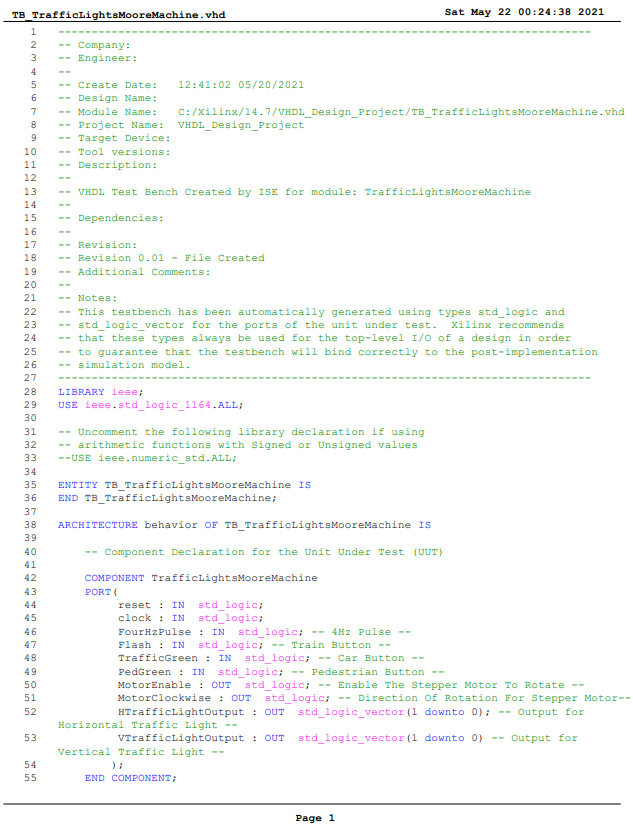 TB_TrafficLightsMooreMachine.vhd Sat May 22 00:24:38 2021
1 --------------------------------------------------------------------------------
2 -- Company:
3 -- Engineer:
4 --
5 -- Create Date:   12:41:02 05/20/2021
6 -- Design Name:
7 -- Module Name:   C:/Xilinx/14.7/VHDL_Design_Project/TB_TrafficLightsMooreMachine.vhd
8 -- Project Name:  VHDL_Design_Project
9 -- Target Device:
10 -- Tool versions:
11 -- Description:
12 --
13 -- VHDL Test Bench Created by ISE for module: TrafficLightsMooreMachine
14 --
15 -- Dependencies:
16 --
17 -- Revision:
18 -- Revision 0.01 - File Created
19 -- Additional Comments:
20 --
21 -- Notes:
22 -- This testbench has been automatically generated using types std_logic and
23 -- std_logic_vector for the ports of the unit under test.  Xilinx recommends
24 -- that these types always be used for the top-level I/O of a design in order
25 -- to guarantee that the testbench will bind correctly to the post-implementation
26 -- simulation model.
27 --------------------------------------------------------------------------------
28 LIBRARY ieee;
29 USE ieee.std_logic_1164.ALL;
30
31 -- Uncomment the following library declaration if using
32 -- arithmetic functions with Signed or Unsigned values
33 --USE ieee.numeric_std.ALL;
34
35 ENTITY TB_TrafficLightsMooreMachine IS
36 END TB_TrafficLightsMooreMachine;
37
38 ARCHITECTURE behavior OF TB_TrafficLightsMooreMachine IS
39
40     -- Component Declaration for the Unit Under Test (UUT)
41
42     COMPONENT TrafficLightsMooreMachine
43     PORT(
44          reset : IN  std_logic;
45          clock : IN  std_logic;
46          FourHzPulse : IN  std_logic; -- 4Hz Pulse --
47          Flash : IN  std_logic; -- Train Button --
48          TrafficGreen : IN  std_logic; -- Car Button --
49          PedGreen : IN  std_logic; -- Pedestrian Button --
50          MotorEnable : OUT  std_logic; -- Enable The Stepper Motor To Rotate --
51          MotorClockwise : OUT  std_logic; -- Direction Of Rotation For Stepper Motor--
52          HTrafficLightOutput : OUT  std_logic_vector(1 downto 0); -- Output for
Horizontal Traffic Light --
53          VTrafficLightOutput : OUT  std_logic_vector(1 downto 0) -- Output for
Vertical Traffic Light --
54         );
55     END COMPONENT;
Page 1